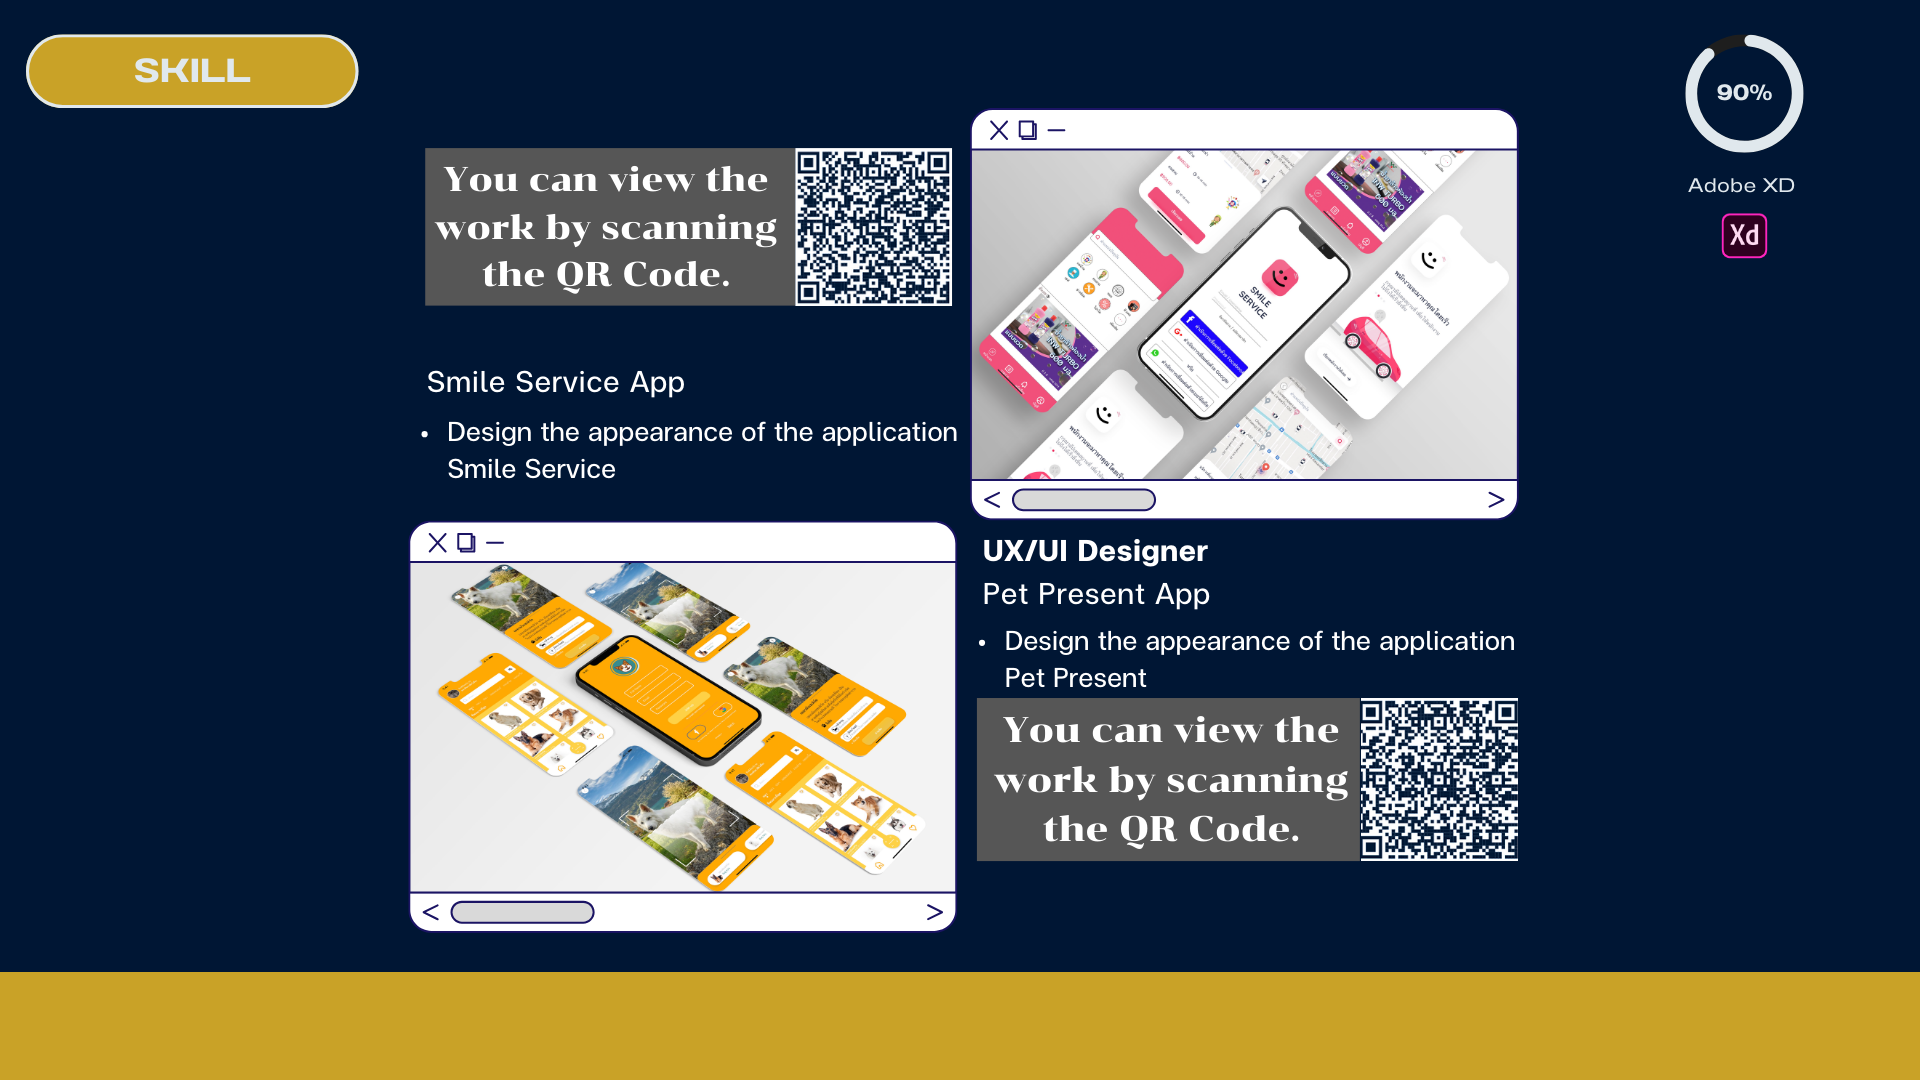 SKILL
90%
Adobe XD
Xd
You can view the
work by scanning
the QR Code.
Smile Service App
• Design the appearance of the application
Smile Service
SMILE
SERVICE
UX/UI Designer
Pet Present App
• Design the appearance of the application
Pet Present
You can view the
work by scanning
the QR Code.